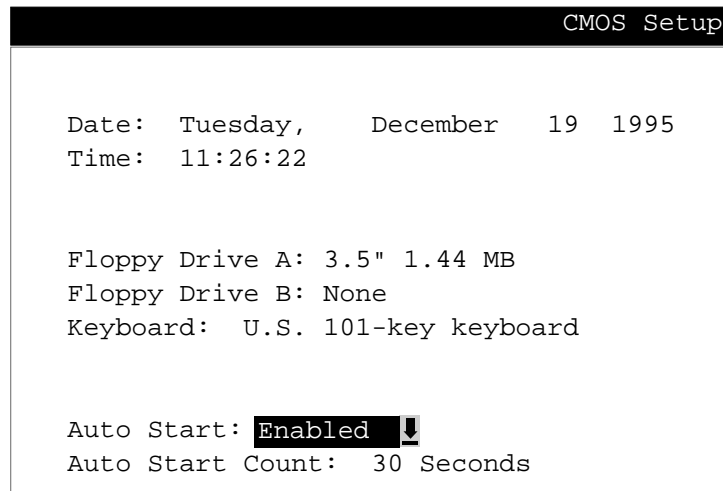 CMOS Setup
Date: Tuesday, December 19 1995
Time: 11:26:22
Floppy Drive A: 3.5" 1.44 MB
Floppy Drive B: None
Keyboard: U.S. 101-key keyboard
Auto Start: Enabled
Auto Start Count: 30 Seconds